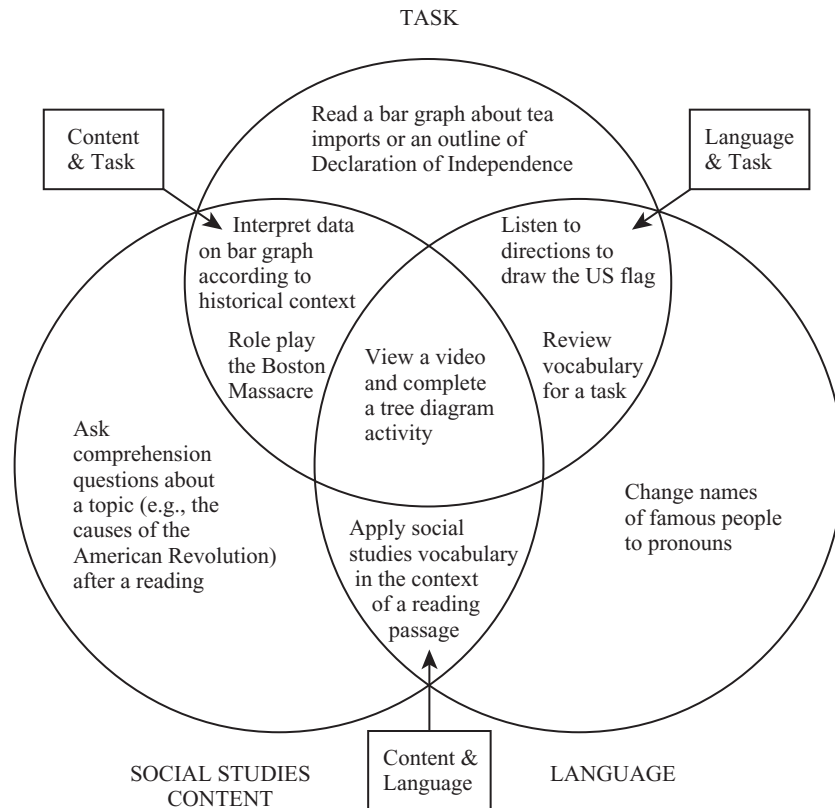 TASK
Read a bar graph about tea
imports or an outline of
Declaration of Independence
Content
& Task
Language
& Task
Interpret data
on bar graph
according to
historical context
Listen to
directions to
draw the US flag
Role play
the Boston
Massacre
View a video
and complete
a tree diagram
activity
Review
vocabulary
for a task
Ask
comprehension
questions about
a topic (e.g., the
causes of the
American Revolution)
after a reading
Change names
of famous people
to pronouns
Apply social
studies vocabulary
in the context
of a reading
passage
SOCIAL STUDIES
CONTENT
Content &
Language
LANGUAGE